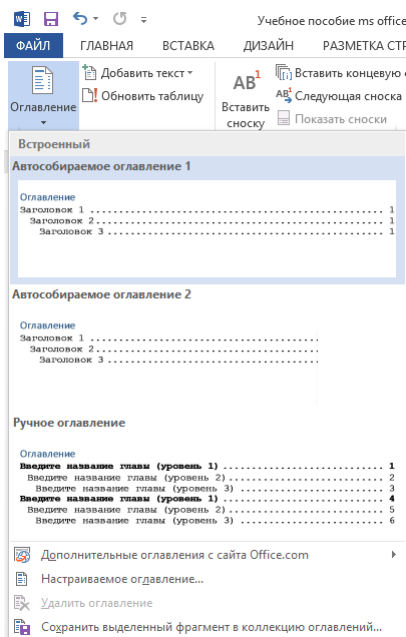 Учебное пособие ms office
ФАЙЛ ГЛАВНАЯ ВСТАВКА ДИЗАЙН РАЗМЕТКА СТР
Оглавление
Добавить текст
Обновить таблицу
AB1
Вставить сноску
Вставить концевую
Следующая сноска
Показать сноски
Встроенный
Автособираемое оглавление 1
Оглавление
Заголовок 1 ........................................ 1
Заголовок 2 ........................................ 1
Заголовок 3 ........................................ 1
Автособираемое оглавление 2
Оглавление
Заголовок 1 ........................................
Заголовок 2 ........................................
Заголовок 3 ........................................
Ручное оглавление
Оглавление
Введите название главы (уровень 1) ........................ 1
Введите название главы (уровень 2) ........................ 2
Введите название главы (уровень 3) ........................ 3
Введите название главы (уровень 1) ........................ 4
Введите название главы (уровень 2) ........................ 5
Введите название главы (уровень 3) ........................ 6
Дополнительные оглавления с сайта Office.com
Настраиваемое оглавление...
Удалить оглавление
Сохранить выделенный фрагмент в коллекцию оглавлений...